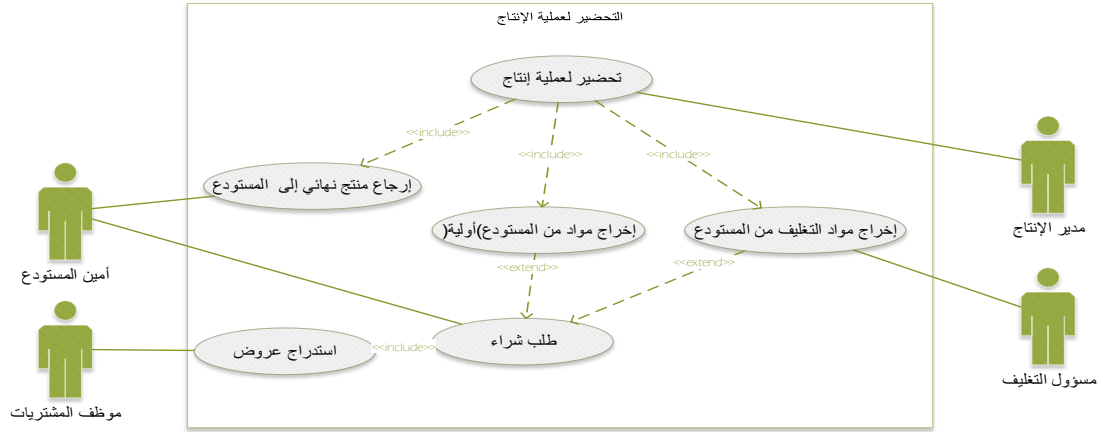 التحضير لعملية الإنتاج
تحضير لعملية إنتاج
<<include>>
<<include>>
<<include>>
إرجاع منتج نهائي إلى المستودع
إخراج مواد من المستودع)أولية(
إخراج مواد التغليف من المستودع
مدير الإنتاج
أمين المستودع
<<extend>>
<<extend>>
طلب شراء
<<include>>
استدراج عروض
مسؤول التغليف
موظف المشتريات